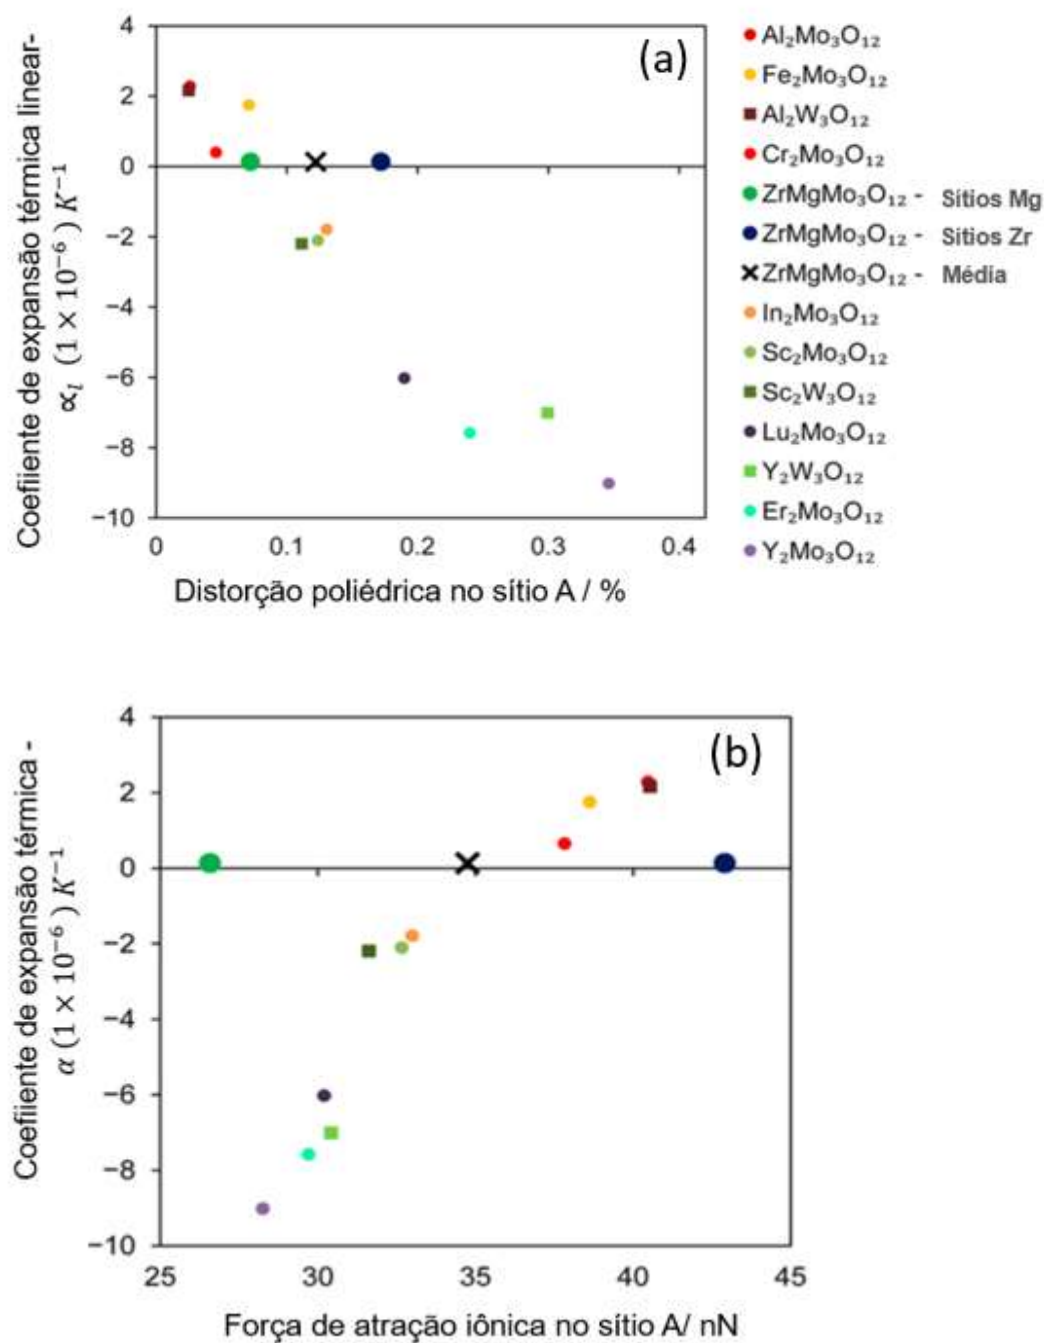 Coefiiente de expansão térmica linear-
∝ₗ (1 × 10⁻⁶) K⁻¹
4
2
0
−2
−4
−6
−8
−10
(a)
0
0.1
0.2
0.3
0.4
Distorção poliédrica no sítio A / %
Al₂Mo₃O₁₂
Fe₂Mo₃O₁₂
Al₂W₃O₁₂
Cr₂Mo₃O₁₂
ZrMgMo₃O₁₂ - Sítios Mg
ZrMgMo₃O₁₂ - Sítios Zr
ZrMgMo₃O₁₂ - Média
In₂Mo₃O₁₂
Sc₂Mo₃O₁₂
Sc₂W₃O₁₂
Lu₂Mo₃O₁₂
Y₂W₃O₁₂
Er₂Mo₃O₁₂
Y₂Mo₃O₁₂
Coefiiente de expansão térmica -
α (1 × 10⁻⁶) K⁻¹
4
2
0
−2
−4
−6
−8
−10
(b)
25
30
35
40
45
Força de atração iônica no sítio A/ nN